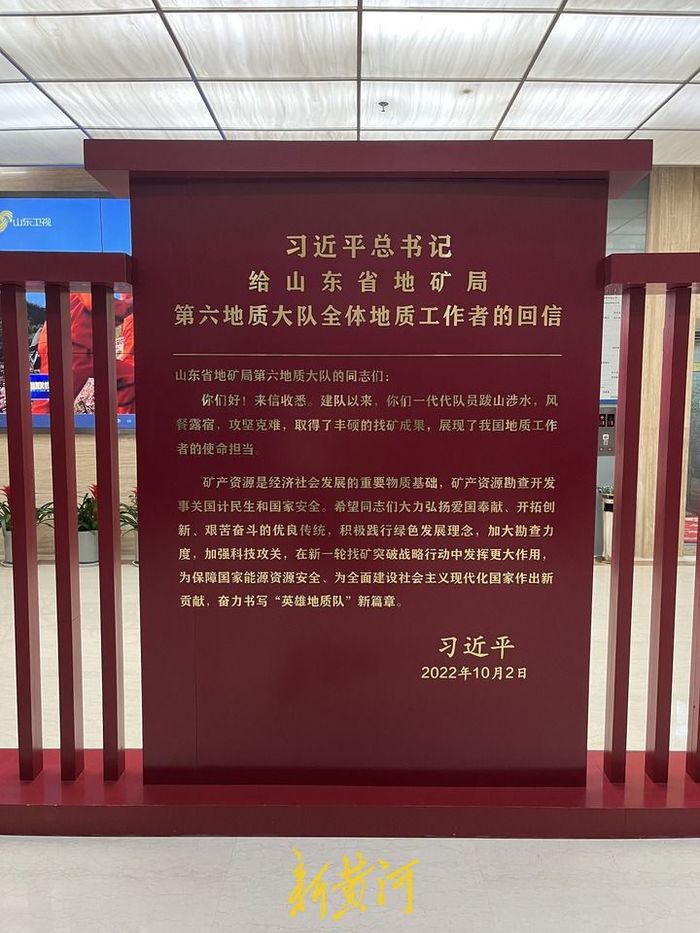 山东卫视
习近平总书记
给山东省地矿局
第六地质大队全体地质工作者的回信
山东省地矿局第六地质大队的同志们：
你们好！来信收悉。建队以来，你们一代代队员跋山涉水，风
餐露宿，攻坚克难，取得了丰硕的找矿成果，展现了我国地质工作
者的使命担当。
矿产资源是经济社会发展的重要物质基础，矿产资源勘查开发
事关国计民生和国家安全。希望同志们大力弘扬爱国奉献、开拓创
新、艰苦奋斗的优良传统，积极践行绿色发展理念，加大勘查力
度，加强科技攻关，在新一轮找矿突破战略行动中发挥更大作用，
为保障国家能源资源安全、为全面建设社会主义现代化国家作出新
贡献，奋力书写“英雄地质队”新篇章。
习近平
2022年10月2日
新黄河